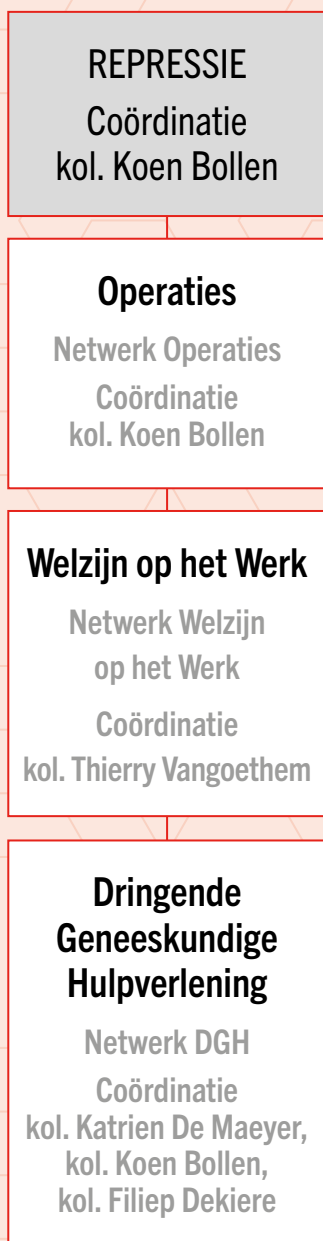 REPRESSIE
Coördinatie
kol. Koen Bollen
Operaties
Netwerk Operaties
Coördinatie
kol. Koen Bollen
Welzijn op het Werk
Netwerk Welzijn
op het Werk
Coördinatie
kol. Thierry Vangoethem
Dringende
Geneeskundige
Hulpverlening
Netwerk DGH
Coördinatie
kol. Katrien De Maeyer,
kol. Koen Bollen,
kol. Filiep Dekiere